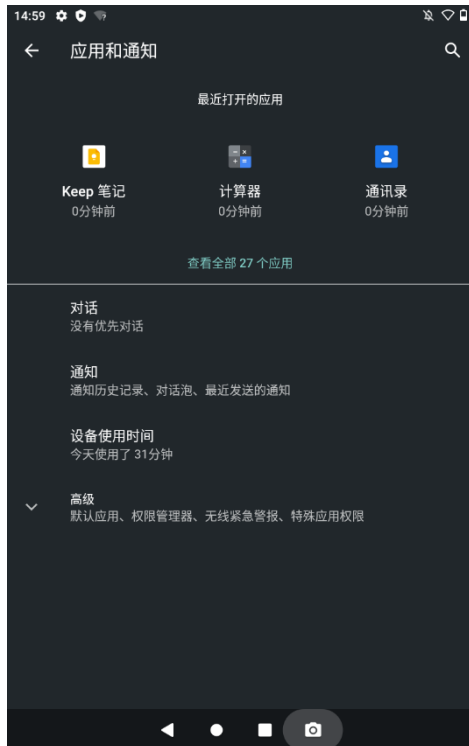 14:59
应用和通知
最近打开的应用
Keep 笔记 计算器 通讯录
0分钟前 0分钟前 0分钟前
查看全部 27 个应用
对话
没有优先对话
通知
通知历史记录、对话泡、最近发送的通知
设备使用时间
今天使用了 31分钟
高级
默认应用、权限管理器、无线紧急警报、特殊应用权限